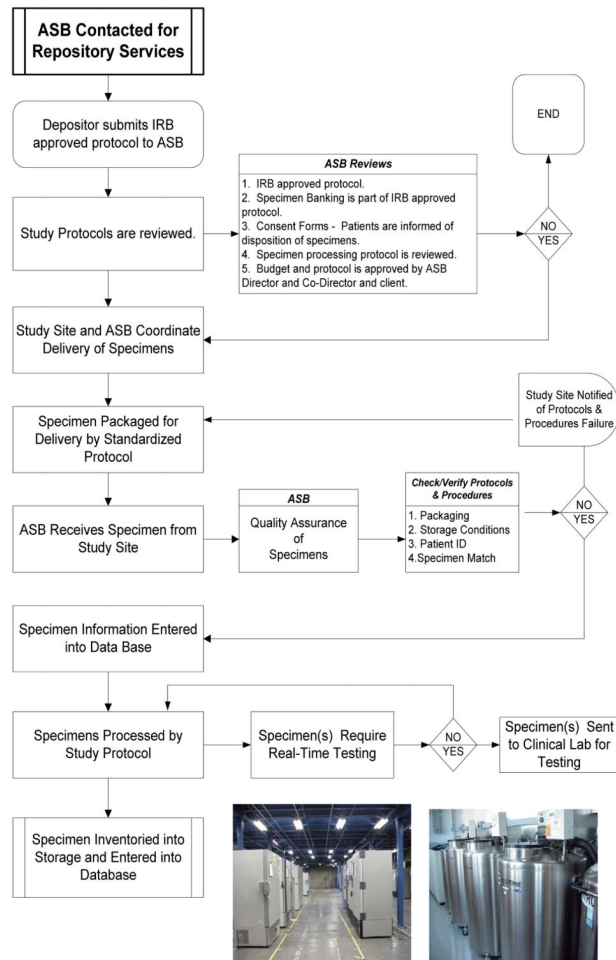 ASB Contacted for
Repository Services
Depositor submits IRB
approved protocol to ASB
END
Study Protocols are reviewed.
ASB Reviews
1. IRB approved protocol.
2. Specimen Banking is part of IRB approved
protocol.
3. Consent Forms - Patients are informed of
disposition of specimens.
4. Specimen processing protocol is reviewed.
5. Budget and protocol is approved by ASB
Director and Co-Director and client.
NO
YES
Study Site and ASB Coordinate
Delivery of Specimens
Study Site Notified
of Protocols &
Procedures Failure
Specimen Packaged for
Delivery by Standardized
Protocol
ASB Receives Specimen from
Study Site
ASB
Quality Assurance
of
Specimens
Check/Verify Protocols
& Procedures
1. Packaging
2. Storage Conditions
3. Patient ID
4.Specimen Match
NO
YES
Specimen Information Entered
into Data Base
Specimens Processed by
Study Protocol
Specimen(s) Require
Real-Time Testing
NO
YES
Specimen(s) Sent
to Clinical Lab for
Testing
Specimen Inventoried into
Storage and Entered into
Database